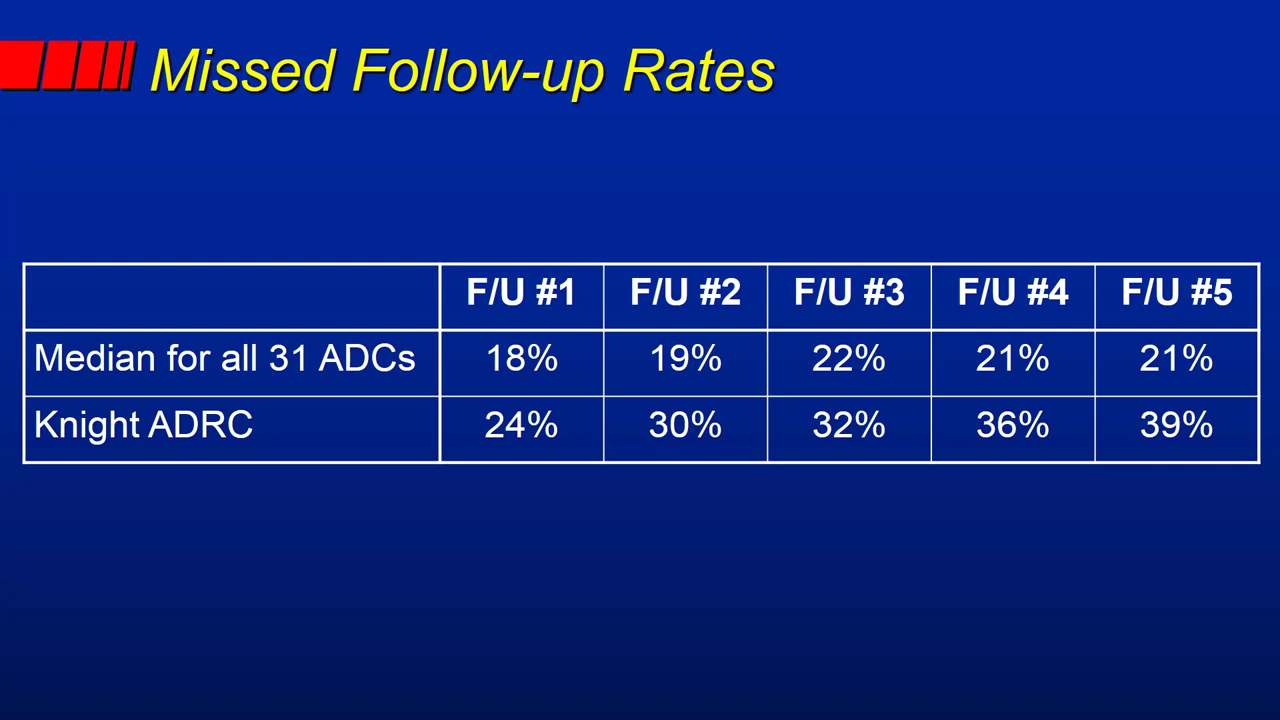 Missed Follow-up Rates
F/U #1 F/U #2 F/U #3 F/U #4 F/U #5
Median for all 31 ADCs 18% 19% 22% 21% 21%
Knight ADRC 24% 30% 32% 36% 39%